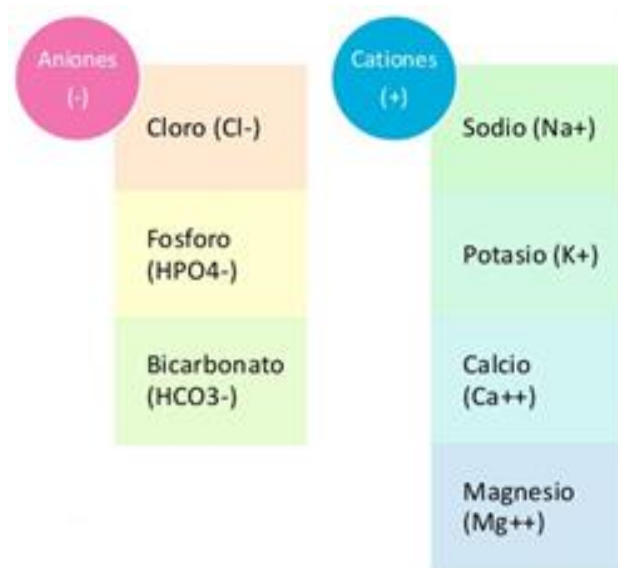 Aniones
(-)
Cloro (Cl-)
Fosforo
(HPO4-)
Bicarbonato
(HCO3-)
Cationes
(+)
Sodio (Na+)
Potasio (K+)
Calcio
(Ca++)
Magnesio
(Mg++)